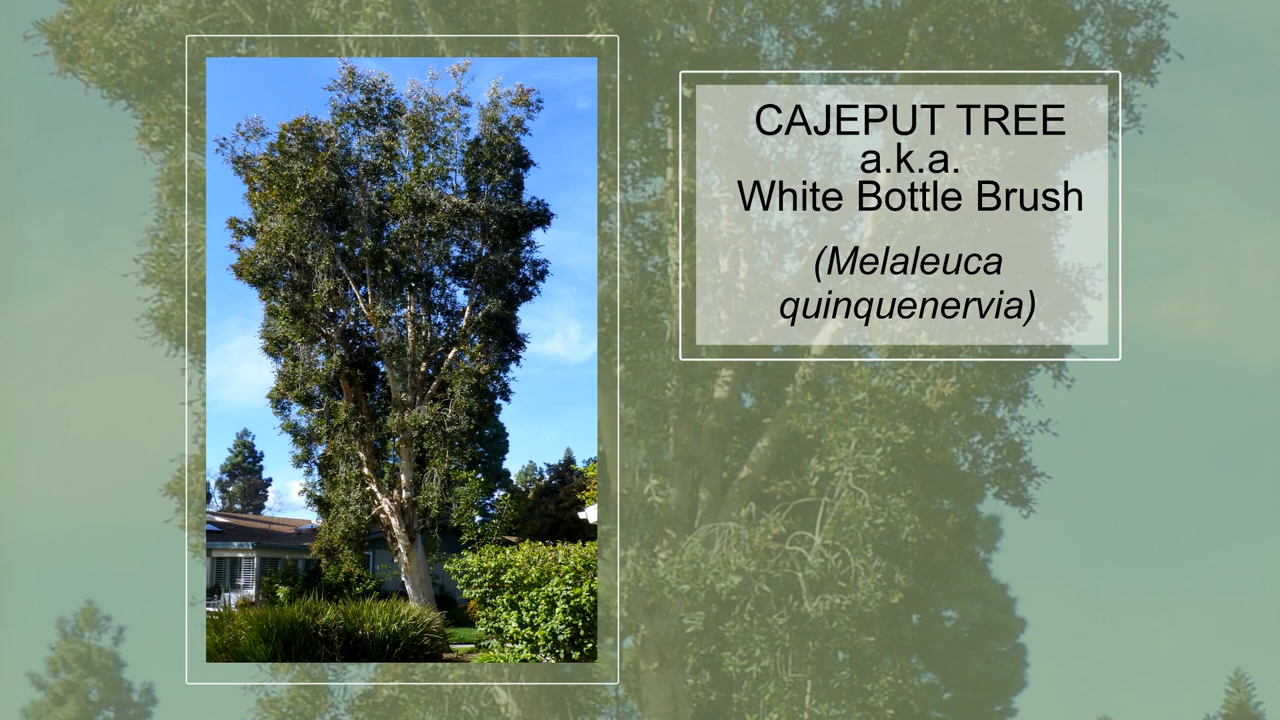 CAJEPUT TREE
a.k.a.
White Bottle Brush
(Melaleuca
quinquenervia)